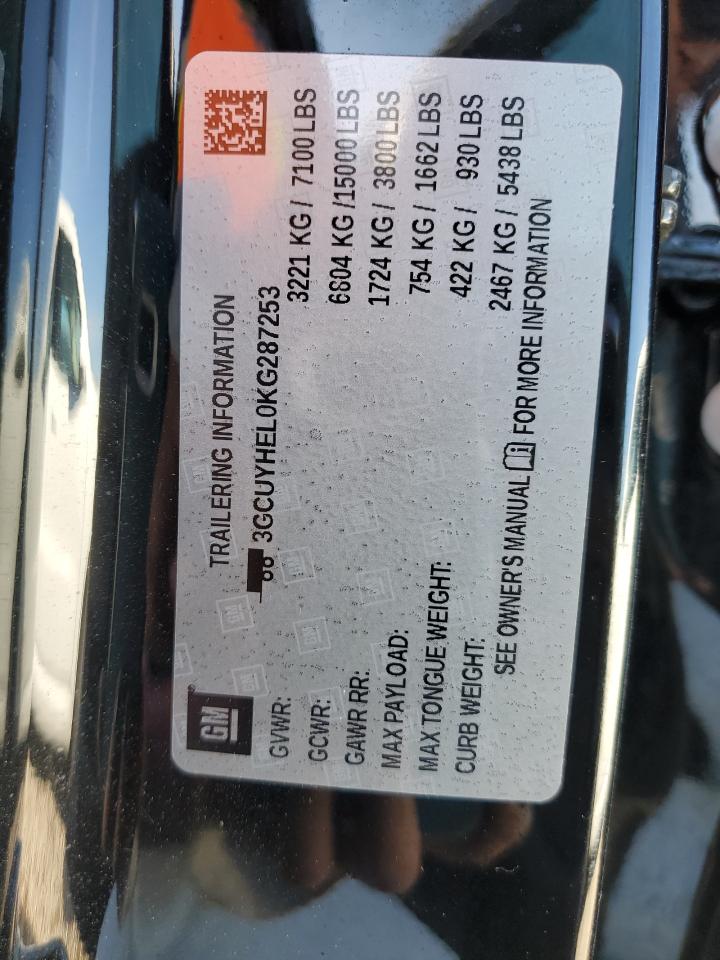 GM
TRAILERING INFORMATION
3GCUYHEL0KG287253
GVWR: 3221 KG / 7100 LBS
GCWR: 6804 KG /15000 LBS
GAWR RR: 1724 KG / 3800 LBS
MAX PAYLOAD: 754 KG / 1662 LBS
MAX TONGUE WEIGHT: 422 KG / 930 LBS
CURB WEIGHT: 2467 KG / 5438 LBS
SEE OWNER'S MANUAL FOR MORE INFORMATION